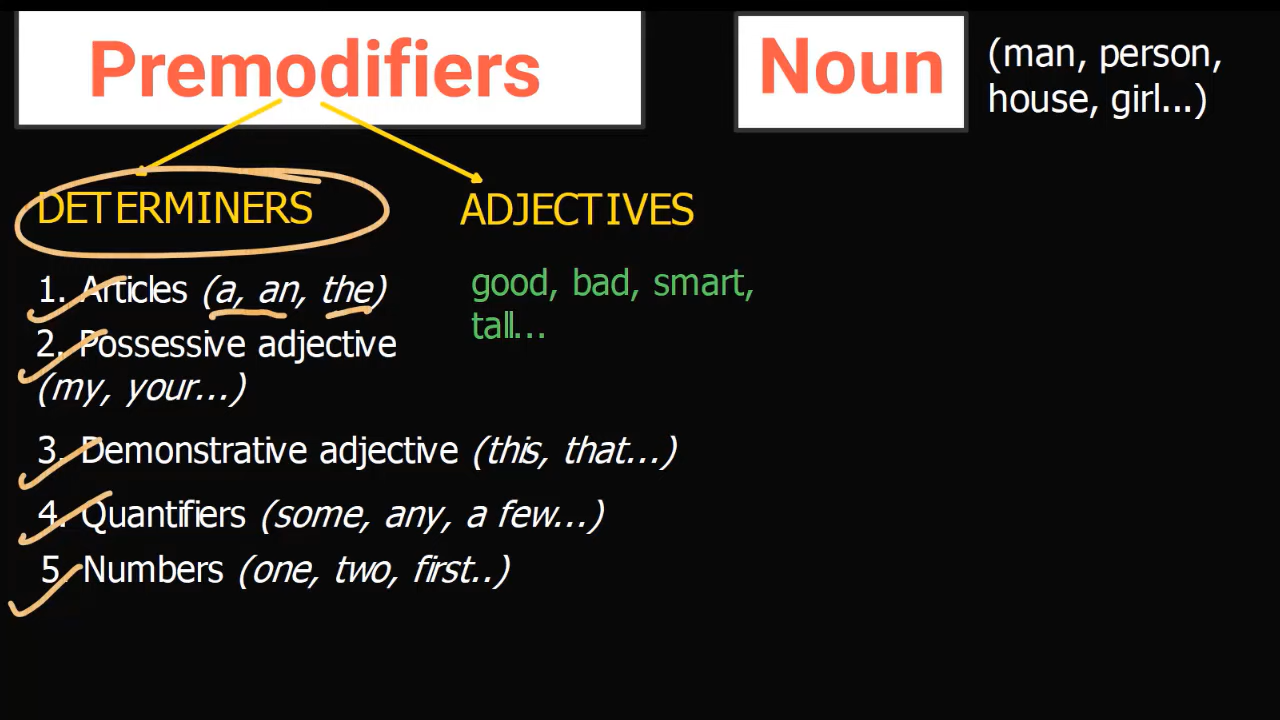 Premodifiers
Noun
(man, person,
house, girl...)
DETERMINERS
ADJECTIVES
1. Articles (a, an, the)
good, bad, smart,
tall...
2. Possessive adjective
(my, your...)
3. Demonstrative adjective (this, that...)
4. Quantifiers (some, any, a few...)
5. Numbers (one, two, first..)